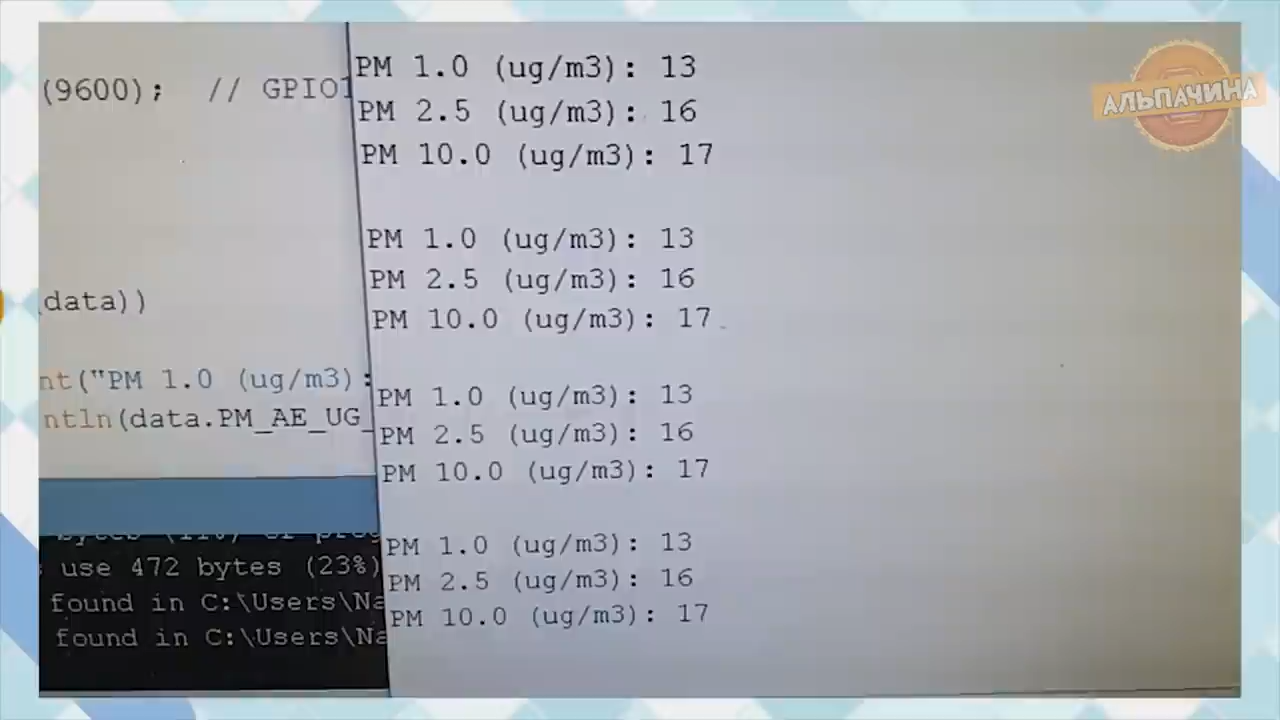 (9600);  // GPIO1
data))
nt("PM 1.0 (ug/m3):
ntln(data.PM_AE_UG_
use 472 bytes (23%)
found in C:\Users\Na
found in C:\Users\Na
PM 1.0 (ug/m3): 13
PM 2.5 (ug/m3): 16
PM 10.0 (ug/m3): 17
PM 1.0 (ug/m3): 13
PM 2.5 (ug/m3): 16
PM 10.0 (ug/m3): 17
PM 1.0 (ug/m3): 13
PM 2.5 (ug/m3): 16
PM 10.0 (ug/m3): 17
PM 1.0 (ug/m3): 13
PM 2.5 (ug/m3): 16
PM 10.0 (ug/m3): 17
АЛЬПАЧИНА